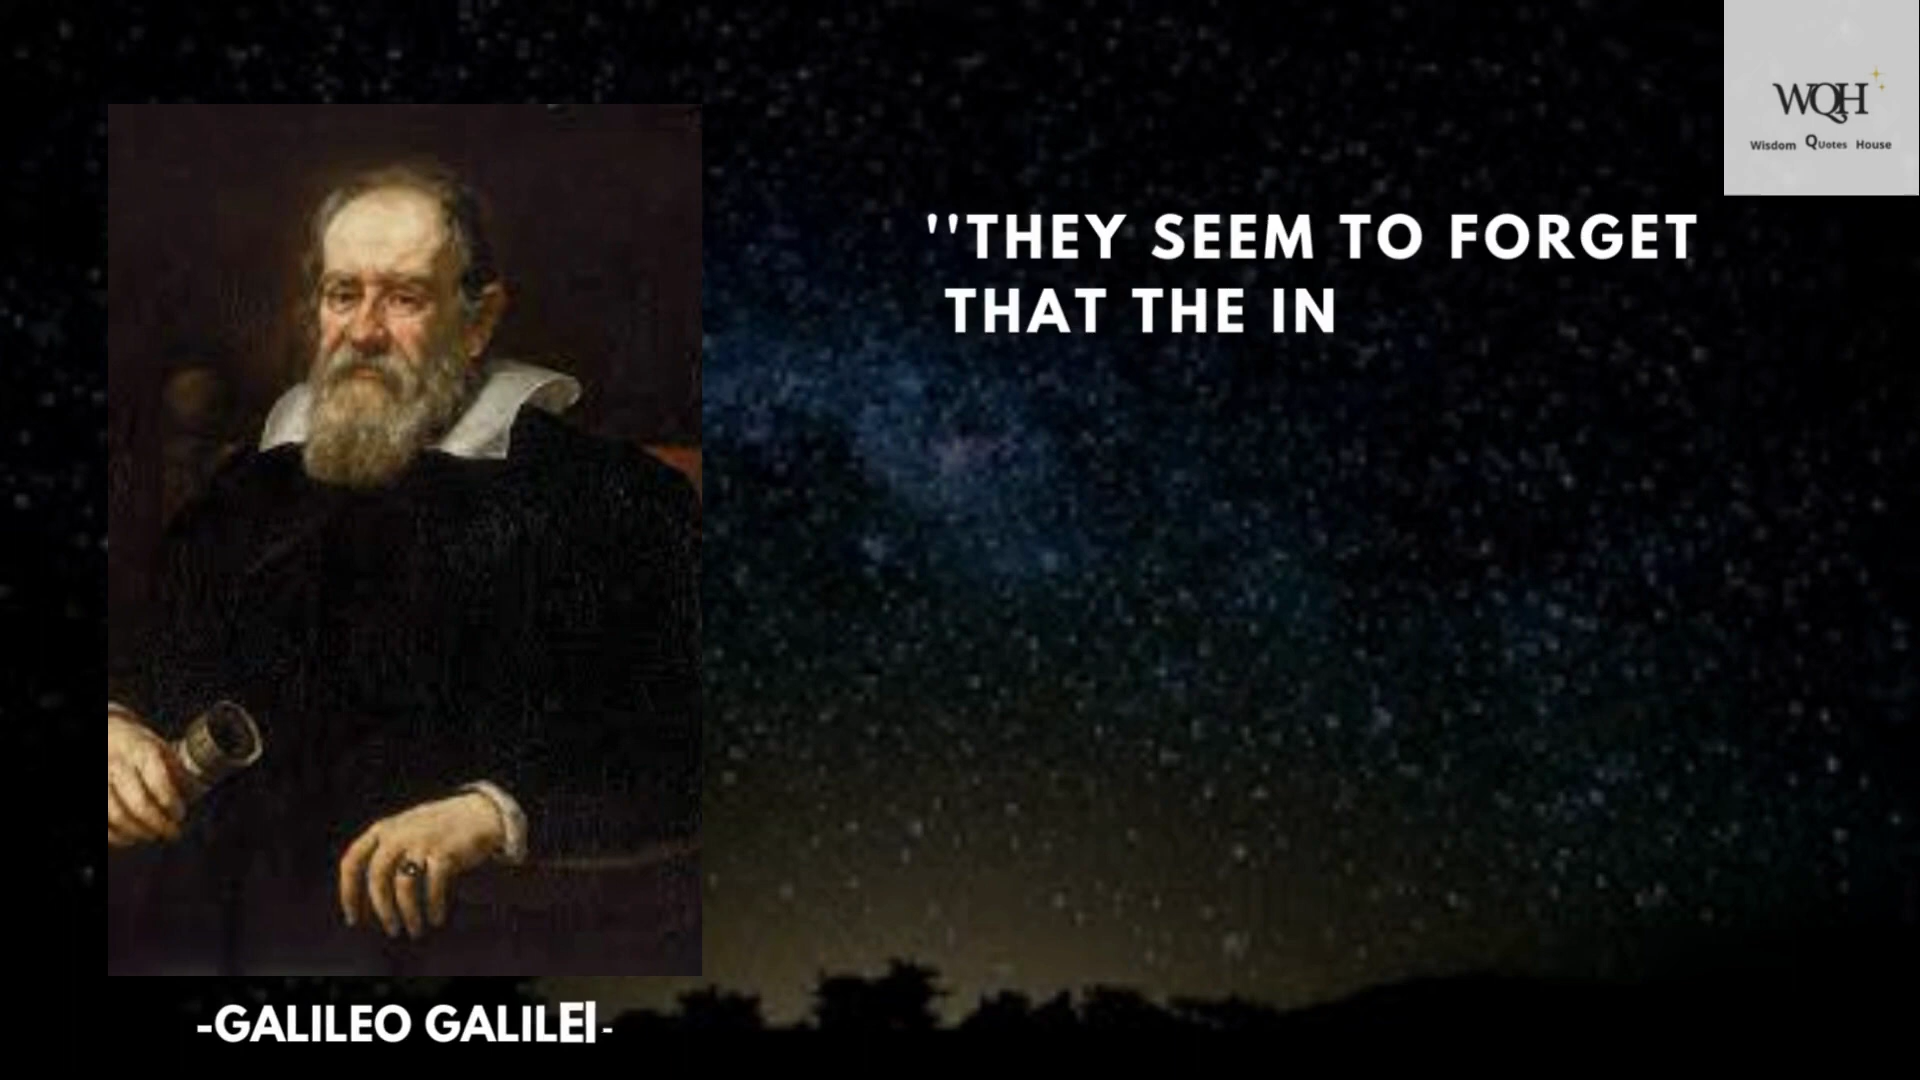 WQH
Wisdom Quotes House
''THEY SEEM TO FORGET
THAT THE IN
-GALILEO GALILEI-